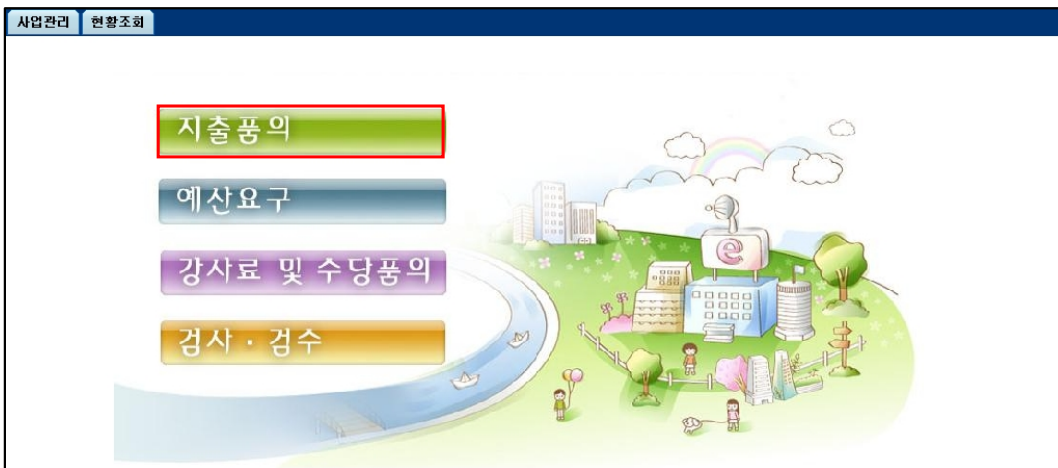 사업관리 현황조회
지출품의
예산요구
강사료 및 수당품의
검사·검수
e